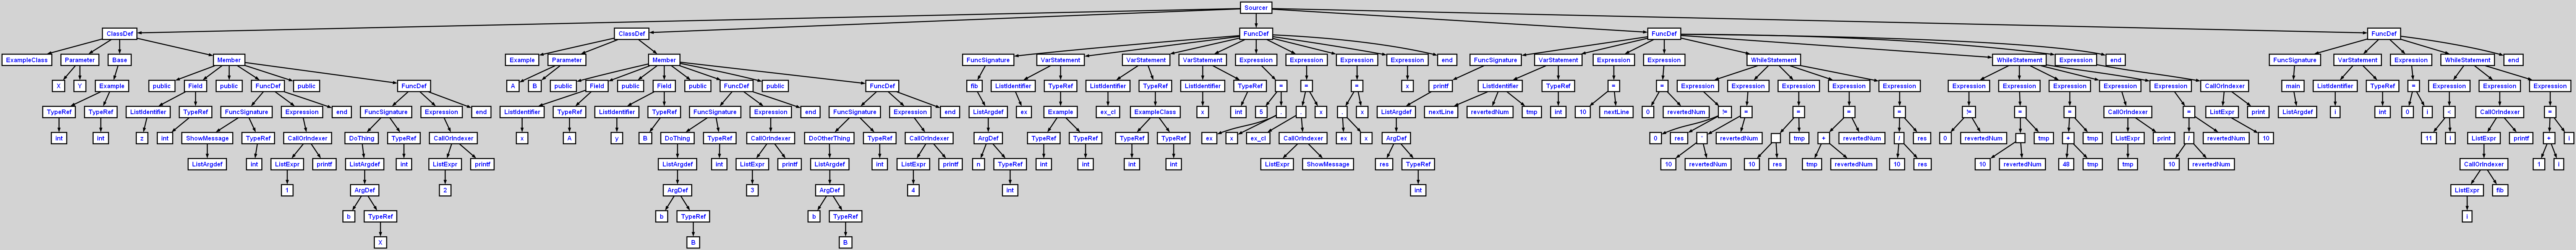 Sourcer
ClassDef ClassDef FuncDef FuncDef FuncDef
ExampleClass Parameter Base Member Example Parameter Member FuncSignature VarStatement VarStatement VarStatement Expression Expression Expression Expression end FuncSignature VarStatement Expression Expression WhileStatement WhileStatement Expression end FuncSignature VarStatement Expression WhileStatement end
X Y Example public Field public FuncDef public FuncDef A B public Field Field public FuncDef public FuncDef fib ListIdentifier TypeRef ListIdentifier TypeRef ListIdentifier TypeRef = = = x printf ListIdentifier TypeRef = = Expression Expression Expression Expression Expression Expression Expression Expression Expression Expression CallOrIndexer main ListIdentifier TypeRef = Expression Expression Expression
TypeRef TypeRef ListIdentifier TypeRef FuncSignature Expression end FuncSignature Expression end ListIdentifier TypeRef ListIdentifier TypeRef FuncSignature Expression end FuncSignature Expression end ListArgdef ex Example ex_cl ExampleClass x int 5 . . x . x ListArgdef nextLine revertedNum tmp int 10 nextLine 0 revertedNum != = = = = != = = CallOrIndexer = ListExpr print ListArgdef i int 0 i < CallOrIndexer =
int int z int ShowMessage TypeRef CallOrIndexer DoThing TypeRef CallOrIndexer x A y B DoThing TypeRef CallOrIndexer DoOtherThing TypeRef CallOrIndexer ArgDef TypeRef TypeRef TypeRef TypeRef ex x ex_cl CallOrIndexer ex x ArgDef 0 res * revertedNum tmp + revertedNum / res 0 revertedNum tmp + tmp ListExpr print / revertedNum 10 11 i ListExpr printf + i
ListArgdef int ListExpr printf ListArgdef int ListExpr printf ListArgdef int ListExpr printf ListArgdef int ListExpr printf n TypeRef int int int int ListExpr ShowMessage res TypeRef 10 revertedNum 10 res tmp revertedNum 10 res 10 revertedNum 48 tmp tmp 10 revertedNum CallOrIndexer 1 i
1 ArgDef 2 ArgDef 3 ArgDef 4 int int ListExpr fib
b TypeRef b TypeRef b TypeRef i
X B B